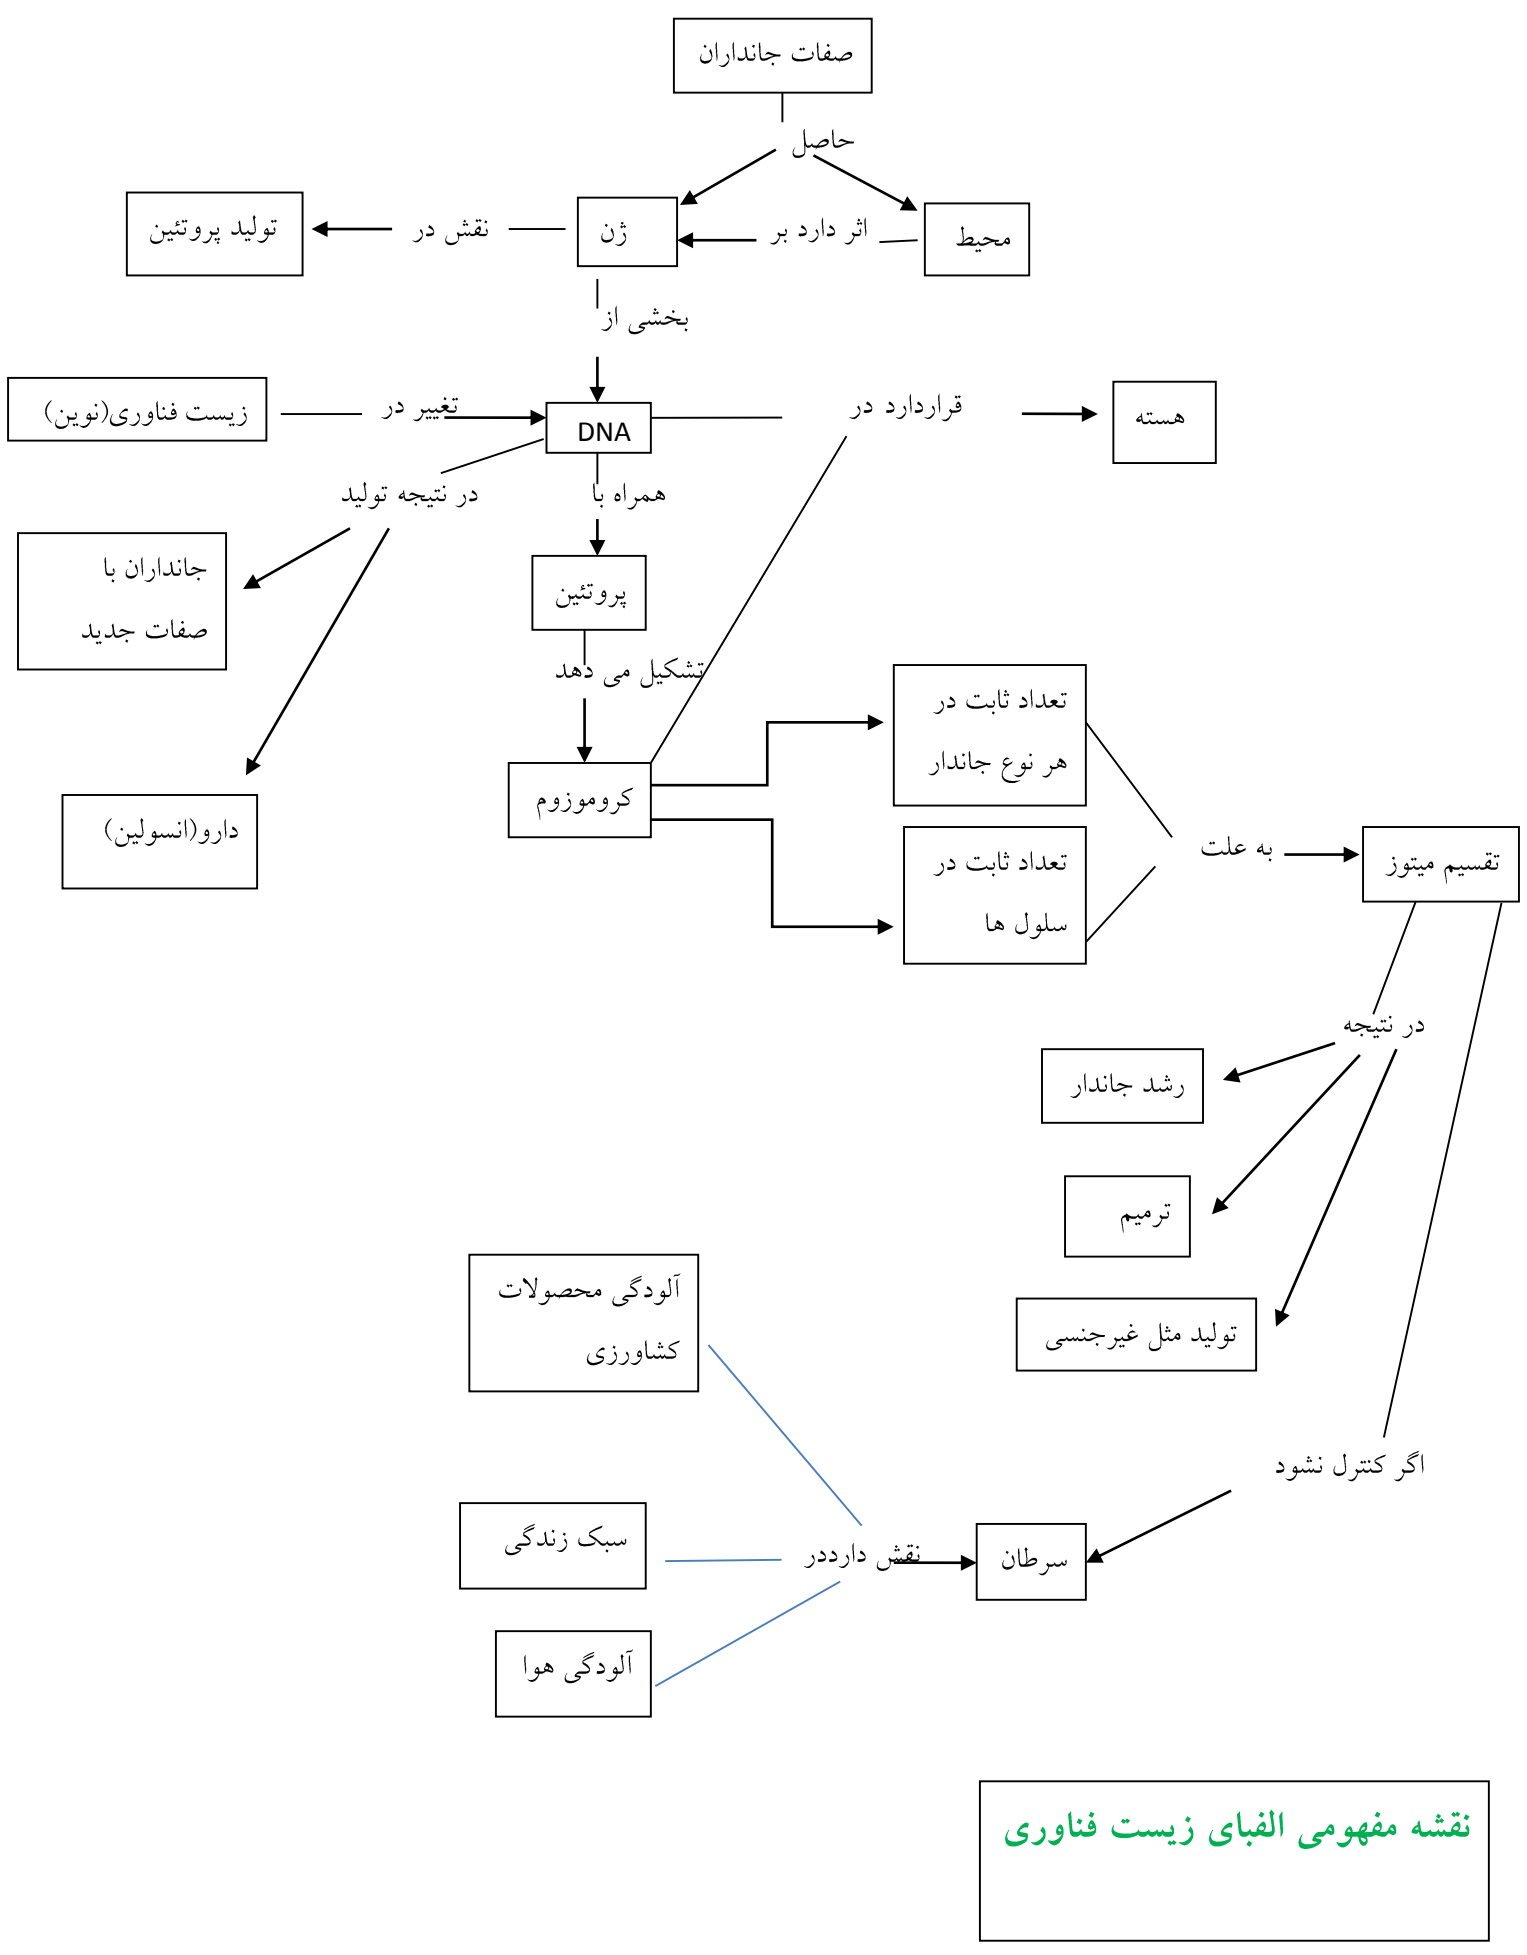 صفات جانداران
حاصل
محیط
اثر دارد بر
ژن
نقش در
تولید پروتئین
بخشی از
هسته
قراردارد در
DNA
تغییر در
زیست فناوری(نوین)
همراه با
در نتیجه تولید
جانداران با
صفات جدید
پروتئین
تشکیل می دهد
تعداد ثابت در
هر نوع جاندار
کروموزوم
دارو(انسولین)
تعداد ثابت در
سلول ها
به علت
تقسیم میتوز
در نتیجه
رشد جاندار
ترمیم
تولید مثل غیرجنسی
آلودگی محصولات
کشاورزی
اگر کنترل نشود
سرطان
نقش دارددر
سبک زندگی
آلودگی هوا
نقشه مفهومی الفبای زیست فناوری